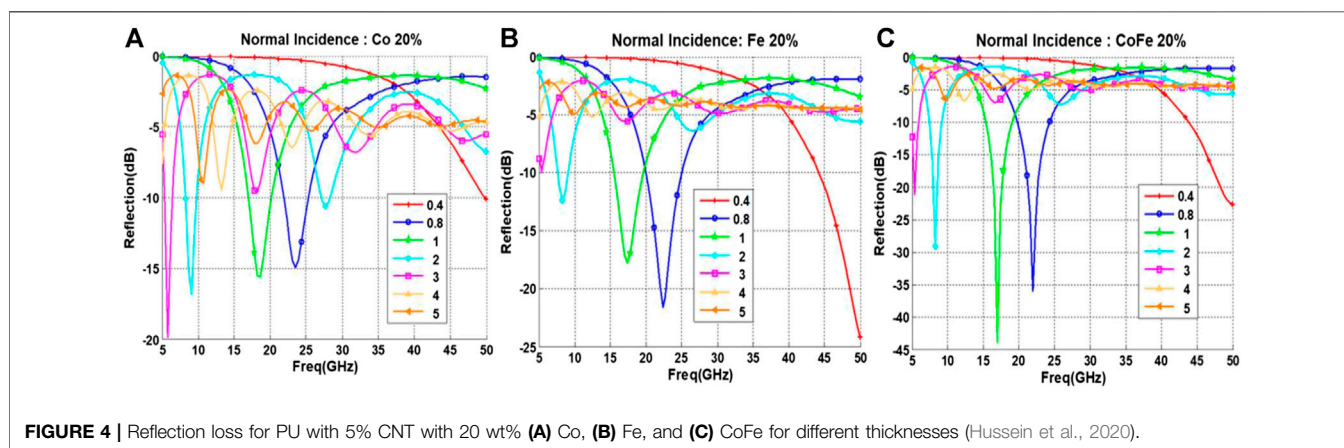 A
Normal Incidence : Co 20%
Reflection(dB)
0
-5
-10
-15
-20
5 10 15 20 25 30 35 40 45 50
Freq(GHz)
0.4
0.8
1
2
3
4
5
B
Normal Incidence: Fe 20%
Reflection(dB)
0
-5
-10
-15
-20
-25
5 10 15 20 25 30 35 40 45 50
Freq(GHz)
0.4
0.8
1
2
3
4
5
C
Normal Incidence : CoFe 20%
Reflection(dB)
0
-5
-10
-15
-20
-25
-30
-35
-40
-45
5 10 15 20 25 30 35 40 45 50
Freq(GHz)
0.4
0.8
1
2
3
4
5
FIGURE 4 | Reflection loss for PU with 5% CNT with 20 wt% (A) Co, (B) Fe, and (C) CoFe for different thicknesses (Hussein et al., 2020).